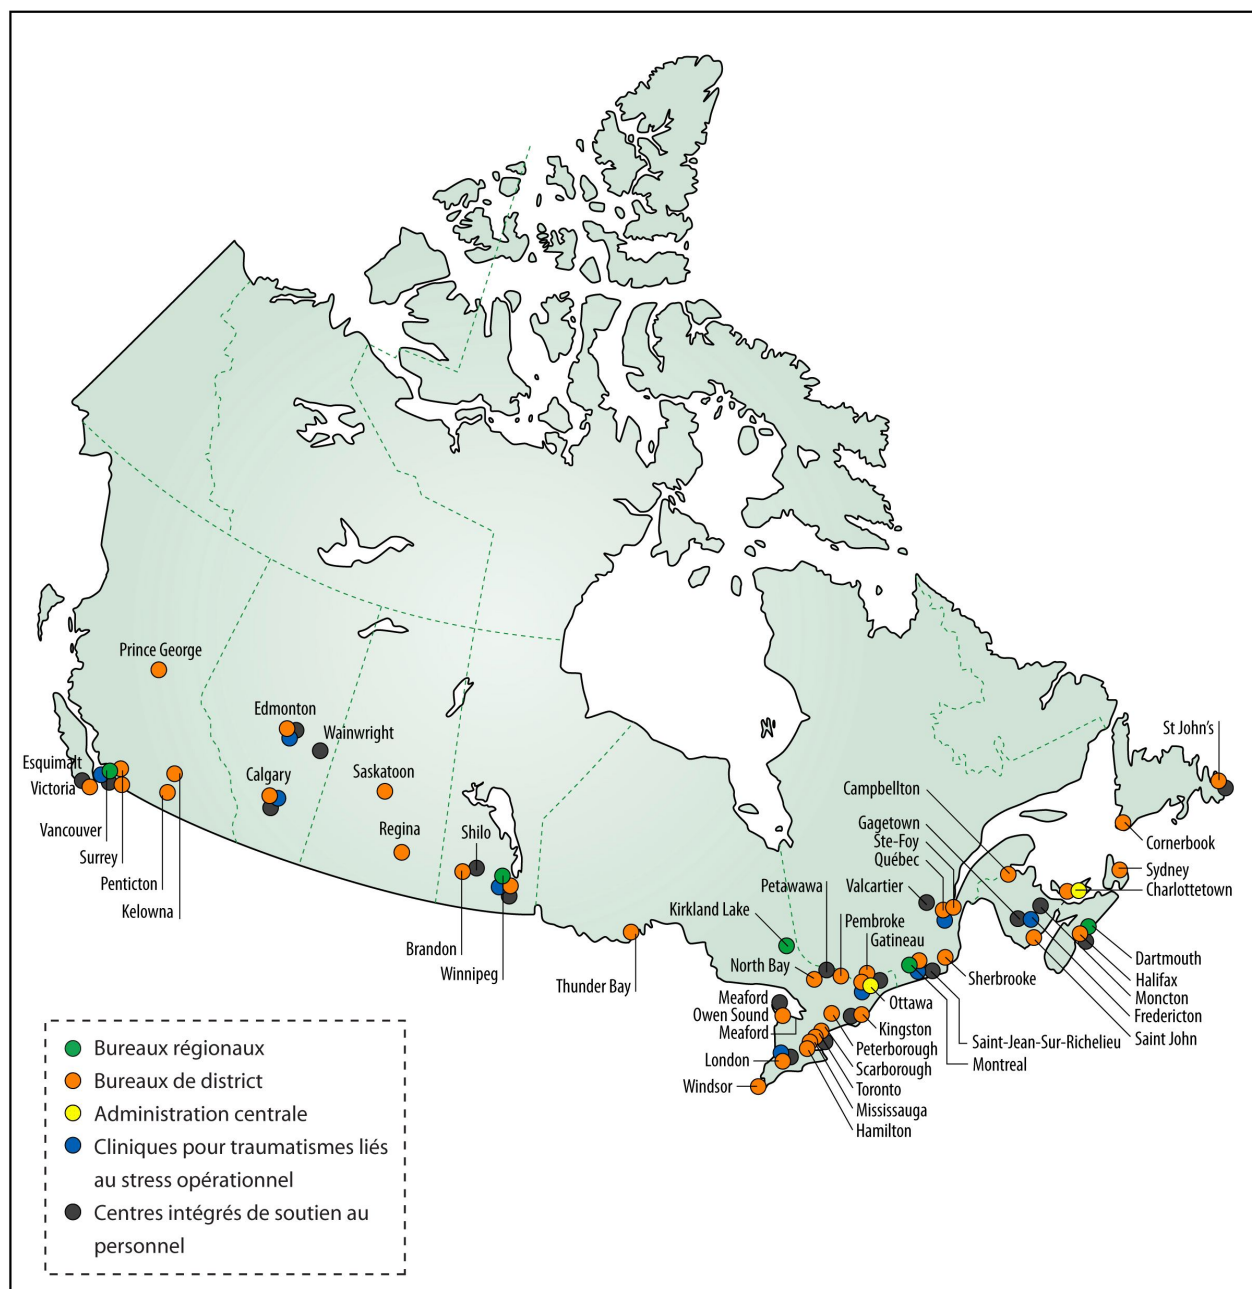 Prince George
Edmonton
Wainwright
Esquimalt
Victoria
Calgary
Saskatoon
Vancouver
Surrey
Penticton
Kelowna
Regina
Shilo
Brandon
Winnipeg
Thunder Bay
Kirkland Lake
Petawawa
Pembroke
Gatineau
North Bay
Meaford
Owen Sound
Meaford
London
Windsor
Ottawa
Kingston
Peterborough
Scarborough
Toronto
Mississauga
Hamilton
Valcartier
Campbellton
Gagetown
Ste-Foy
Québec
Sherbrooke
Saint-Jean-Sur-Richelieu
Montreal
St John's
Cornerbook
Sydney
Charlottetown
Dartmouth
Halifax
Moncton
Fredericton
Saint John
Bureaux régionaux
Bureaux de district
Administration centrale
Cliniques pour traumatismes liés
au stress opérationnel
Centres intégrés de soutien au
personnel